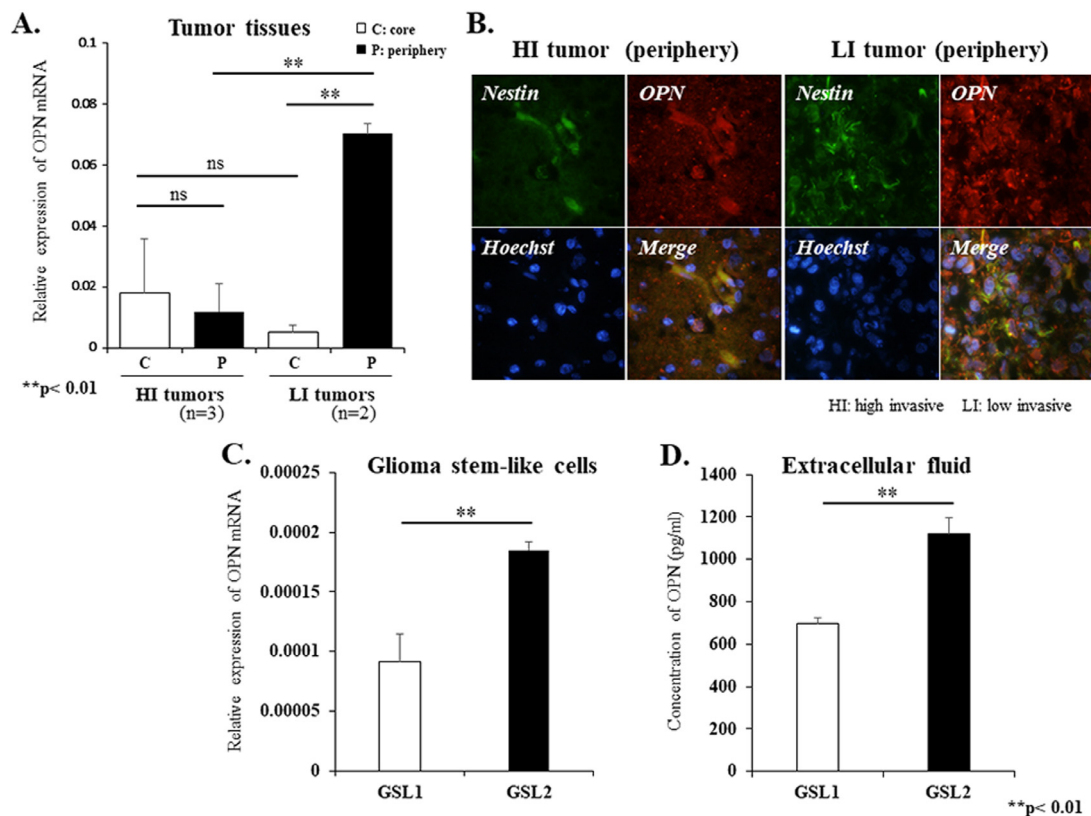 A.
Tumor tissues
C: core
P: periphery
Relative expression of OPN mRNA
0.1
0.08
0.06
0.04
0.02
0
**
**
ns
ns
C P C P
HI tumors LI tumors
(n=3) (n=2)
**p< 0.01
B.
HI tumor (periphery) LI tumor (periphery)
Nestin OPN Nestin OPN
Hoechst Merge Hoechst Merge
HI: high invasive LI: low invasive
C.
Glioma stem-like cells
Relative expression of OPN mRNA
0.00025
0.0002
0.00015
0.0001
0.00005
0
**
GSL1 GSL2
D.
Extracellular fluid
Concentration of OPN (pg/ml)
1400
1200
1000
800
600
400
200
0
**
GSL1 GSL2
**p< 0.01